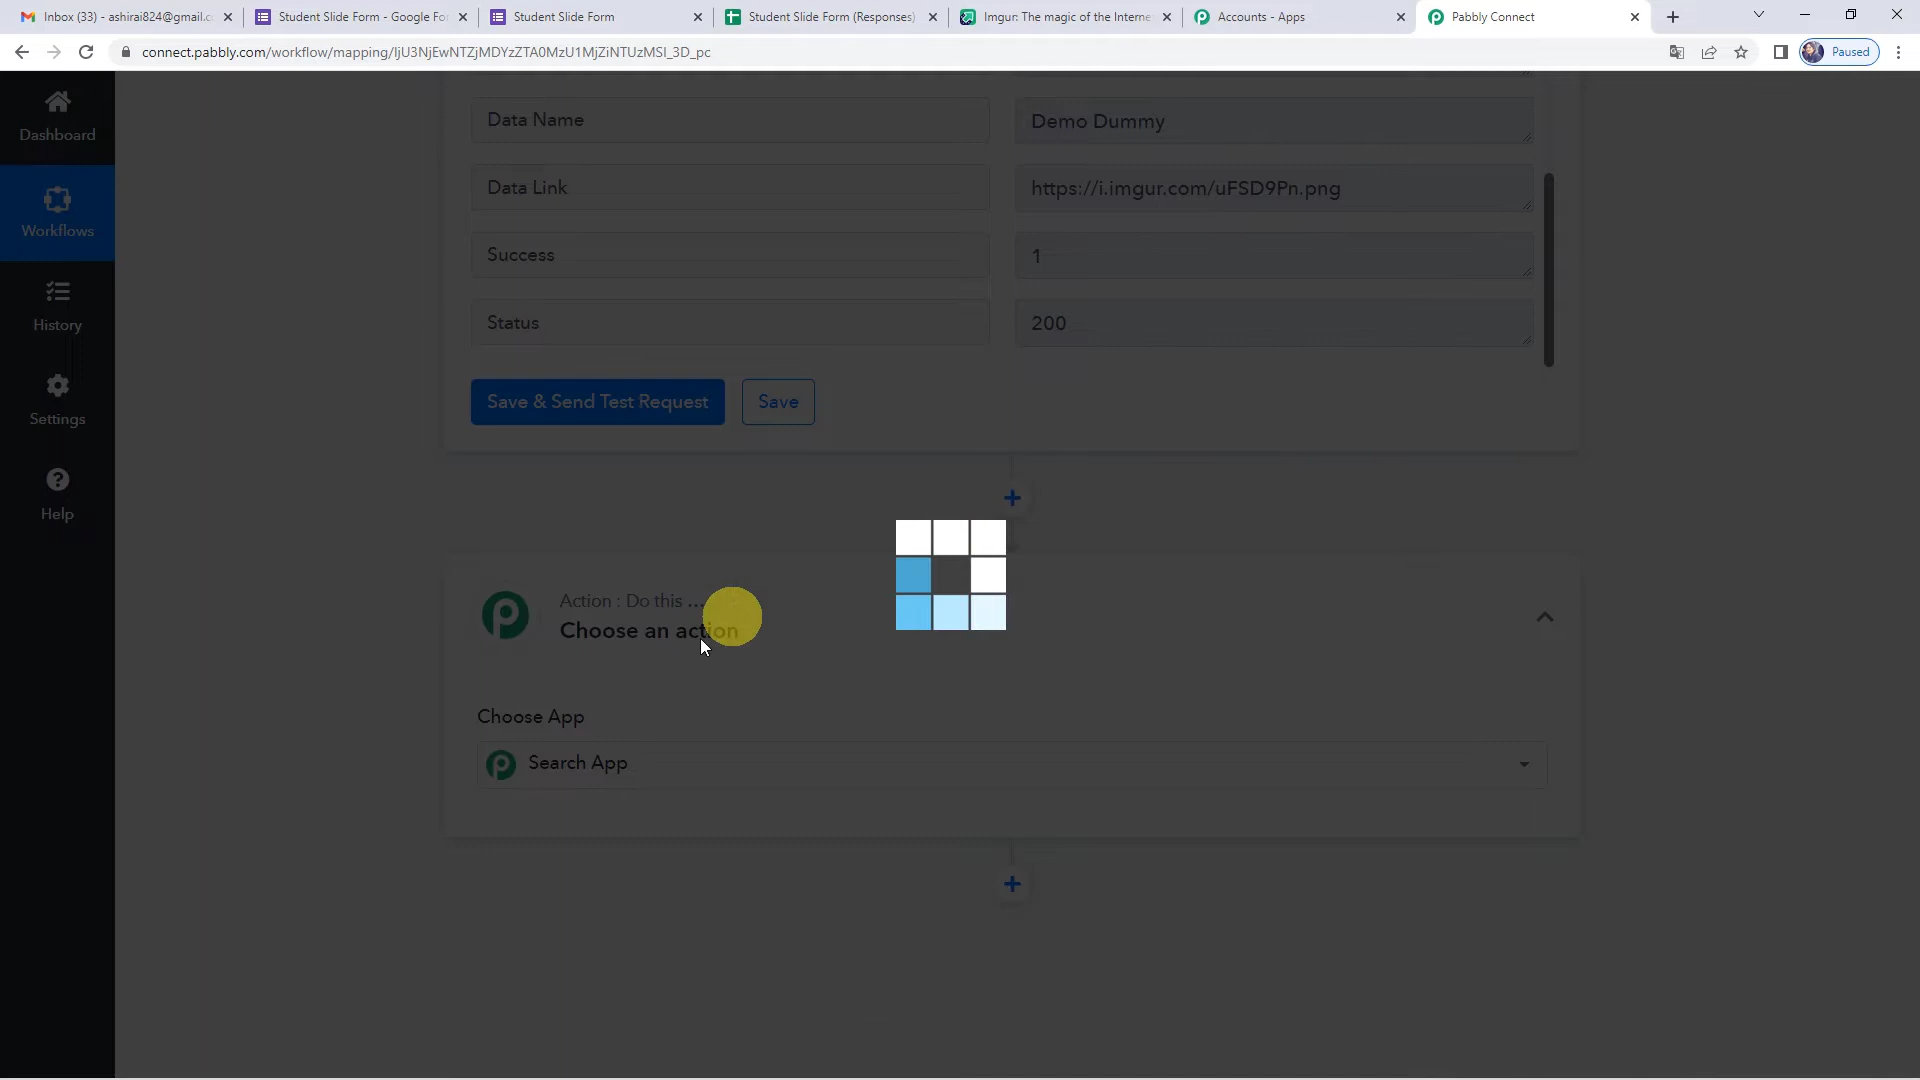 Inbox (33) - ashirai824@gmail.c
Student Slide Form - Google Fo
Student Slide Form
Student Slide Form (Responses)
Imgur: The magic of the Interne
Accounts - Apps
Pabbly Connect
connect.pabbly.com/workflow/mapping/IjU3NjEwNTZjMDYzZTA0MzU1MjZiNTUzMSI_3D_pc
Paused
Dashboard
Workflows
History
Settings
Help
Data Name
Demo Dummy
Data Link
https://i.imgur.com/uFSD9Pn.png
Success
1
Status
200
Save & Send Test Request
Save
Action : Do this ...
Choose an action
Choose App
Search App